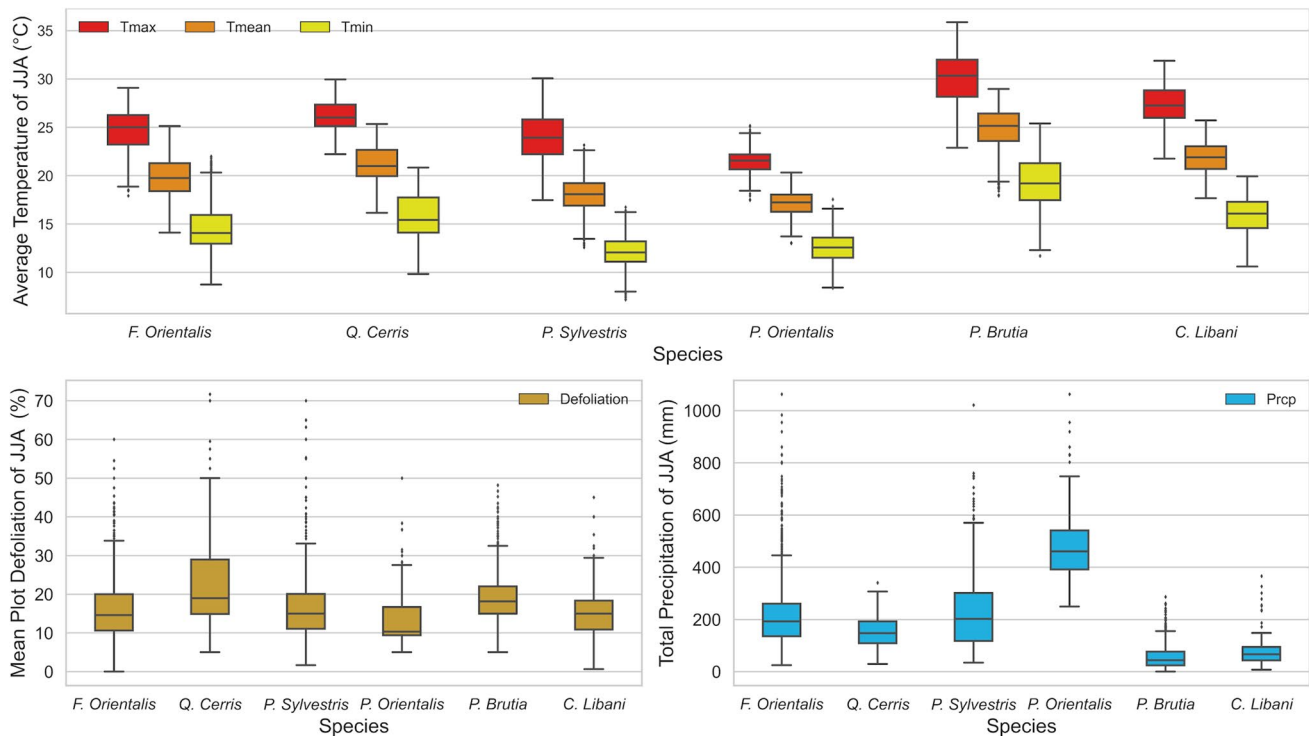 Average Temperature of JJA (°C)
35
30
25
20
15
10
Tmax Tmean Tmin
F. Orientalis Q. Cerris P. Sylvestris P. Orientalis P. Brutia C. Libani
Species
Mean Plot Defoliation of JJA (%)
70
60
50
40
30
20
10
0
Defoliation
F. Orientalis Q. Cerris P. Sylvestris P. Orientalis P. Brutia C. Libani
Species
Total Precipitation of JJA (mm)
1000
800
600
400
200
0
Prcp
F. Orientalis Q. Cerris P. Sylvestris P. Orientalis P. Brutia C. Libani
Species